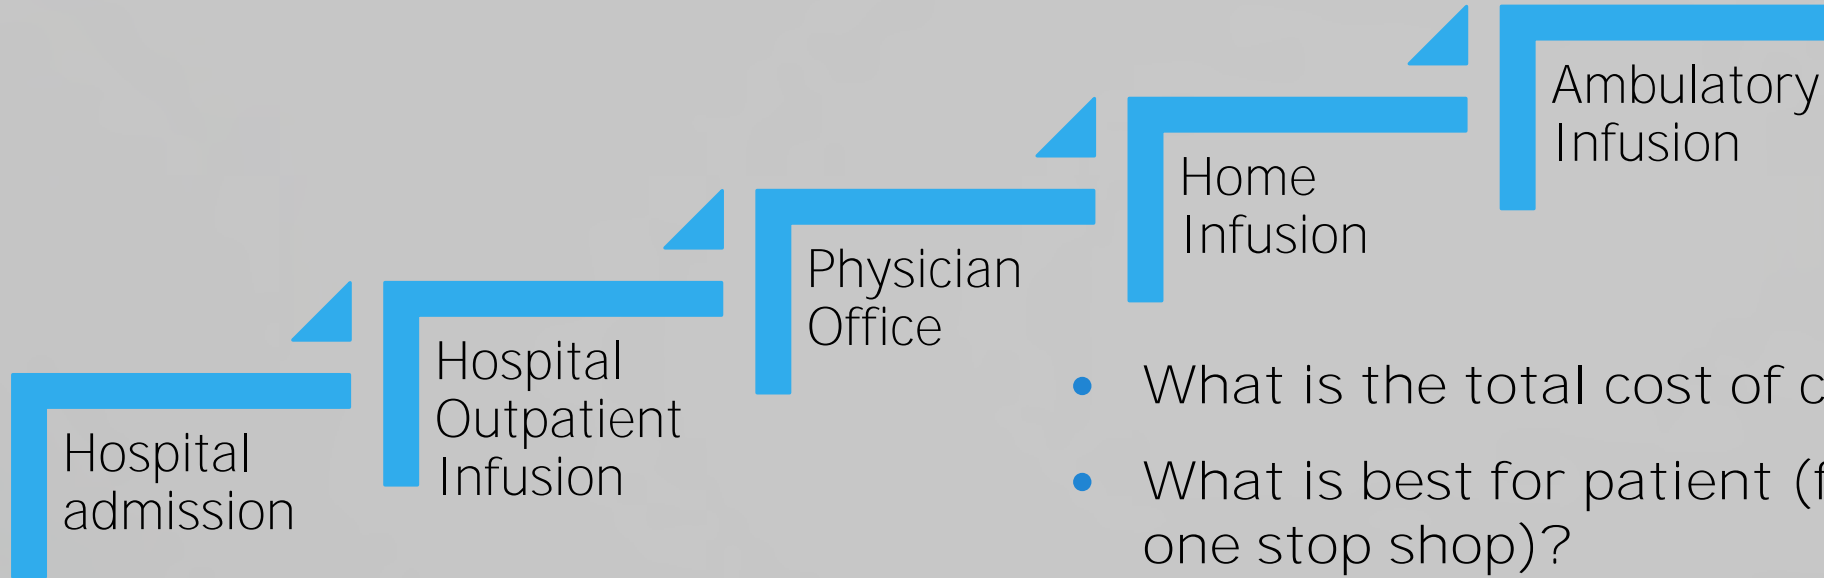 Hospital
admission
Hospital
Outpatient
Infusion
Physician
Office
Home
Infusion
Ambulatory
Infusion
• What is the total cost of
• What is best for patient
one stop shop)?